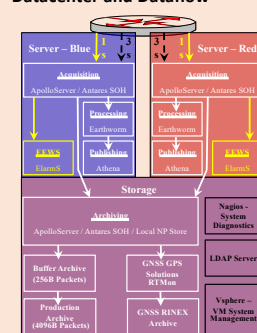 Datacenter and Dataflow
1 s
3 s
3 s
1 s
Server – Blue
Server – Red
Acquisition
ApolloServer / Antares SOH
Acquisition
ApolloServer / Antares SOH
Processing
Earthworm
Processing
Earthworm
EEWS
ElarmS
Publishing
Athena
Publishing
Athena
EEWS
ElarmS
Storage
Archiving
ApolloServer / Antares SOH / Local NP Store
Buffer Archive
(256B Packets)
GNSS GPS
Solutions
RTMon
Production
Archive
(4096B Packets)
GNSS RINEX
Archive
Nagios -
System
Diagnostics
LDAP Server
Vsphere –
VM System
Management